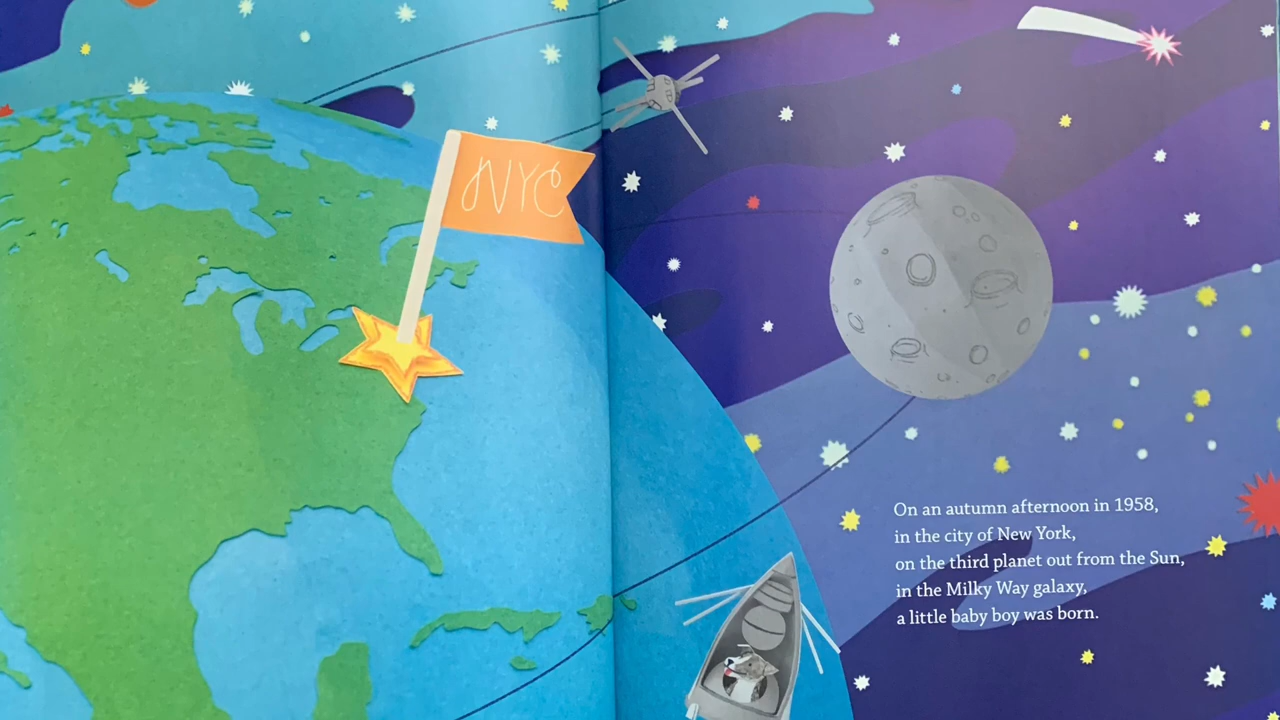 NYC
On an autumn afternoon in 1958,
in the city of New York,
on the third planet out from the Sun,
in the Milky Way galaxy,
a little baby boy was born.